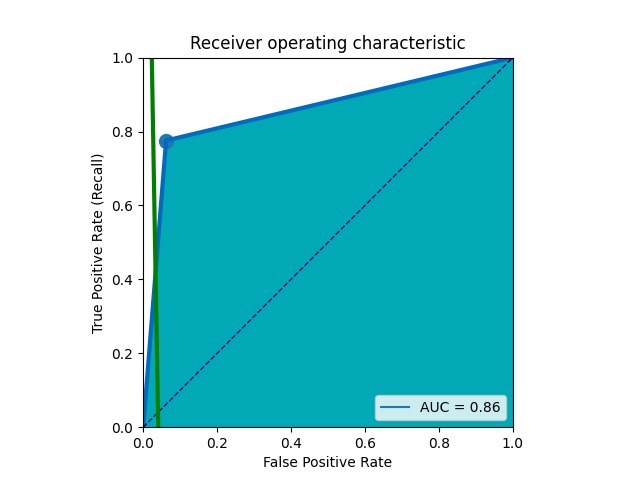 Receiver operating characteristic
1.0
0.8
0.6
0.4
0.2
0.0
True Positive Rate (Recall)
AUC = 0.86
0.0 0.2 0.4 0.6 0.8 1.0
False Positive Rate